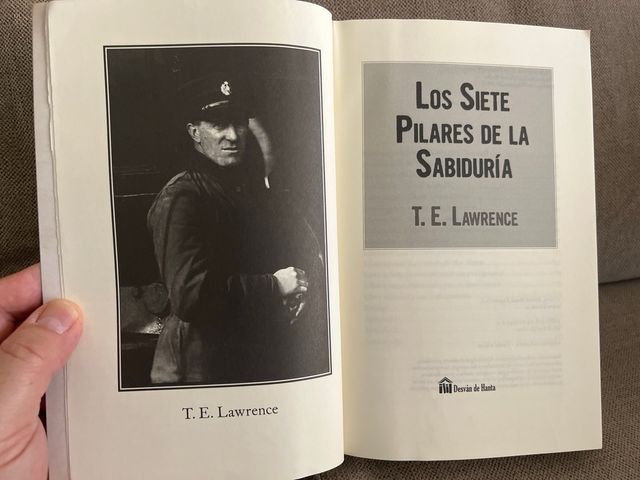 T. E. Lawrence
Los Siete
Pilares de la
Sabiduría
T. E. Lawrence
Desván de Hanta